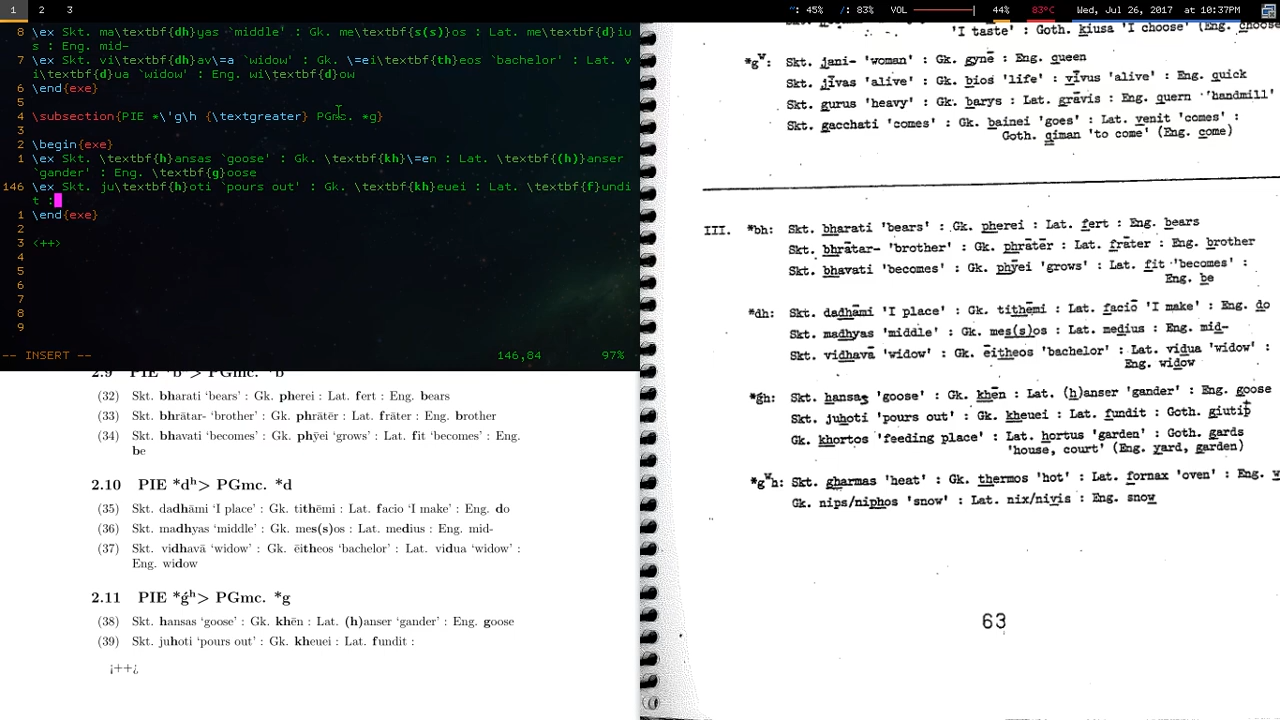 1 2 3
~: 45% /: 83% VOL: 44% 83°C Wed, Jul 26, 2017 at 10:37PM
8 \ex Skt. ma\textbf{dh}yas `middle' : Gk. me\textbf{s(s)}os : Lat. me\textbf{d}iu
s : Eng. mid-
7 \ex Skt. vi\textbf{dh}av\=a `widow' : Gk. \=ei\textbf{th}eos `bachelor' : Lat. v
i\textbf{d}ua `widow' : Eng. wi\textbf{d}ow
6 \end{exe}
5
4 \subsection{PIE *\'g\h {\textgreater} PGmc. *g}
3
2 \begin{exe}
1 \ex Skt. \textbf{h}ansas `goose' : Gk. \textbf{kh}\=en : Lat. \textbf{(h)}anser
`gander' : Eng. \textbf{g}oose
146 \ex Skt. ju\textbf{h}oti `pours out' : Gk. \textbf{kh}euei : Lat. \textbf{f}undi
t :
1 \end{exe}
2
3 <++>
4
5
6
7
8
9
-- INSERT -- 146,84 97%
2.9 PIE *bʰ> PGmc. *b
(32) Skt. bharati ‘bears’ : Gk. pherei : Lat. fert : Eng. bears
(33) Skt. bhrātar- ‘brother’ : Gk. phrātēr : Lat. frāter : Eng. brother
(34) Skt. bhavati ‘becomes’ : Gk. phȳei ‘grows’ : Lat. fit ‘becomes’ : Eng.
be
2.10 PIE *dʰ> PGmc. *d
(35) Skt. dadhāmi ‘I place’ : Gk. tithēmi : Lat. facio ‘I make’ : Eng. do
(36) Skt. madhyas ‘middle’ : Gk. mes(s)os : Lat. medius : Eng. mid-
(37) Skt. vidhavā ‘widow’ : Gk. ēitheos ‘bachelor’ : Lat. vidua ‘widow’ :
Eng. widow
2.11 PIE *ǵʰ> PGmc. *g
(38) Skt. hansas ‘goose’ : Gk. khēn : Lat. (h)anser ‘gander’ : Eng. goose
(39) Skt. juhoti ‘pours out’ : Gk. kheuei : Lat. fundit :
¡++¿
'I taste' : Goth. kiusa 'I choose' (Eng. choose
*gʷ: Skt. jani- 'woman' : Gk. gynē : Eng. queen
Skt. jīvas 'alive' : Gk. bios 'life' : vīvus 'alive' : Eng. quick
Skt. gurus 'heavy' : Gk. barys : Lat. grāvis : Eng. quern 'handmill'
Skt. gacchati 'comes' : Gk. bainei 'goes' : Lat. venit 'comes' :
Goth. giman 'to come' (Eng. come)
III. *bh: Skt. bharati 'bears' : Gk. pherei : Lat. fert : Eng. bears
Skt. bhrātar- 'brother' : Gk. phrātēr : Lat. frāter : Eng. brother
Skt. bhavati 'becomes' : Gk. phȳei 'grows' : Lat. fit 'becomes' :
Eng. be
*dh: Skt. dadhāmi 'I place' : Gk. tithēmi : Lat. faciō 'I make' : Eng. do
Skt. madhyas 'middle' : Gk. mes(s)os : Lat. medius : Eng. mid-
Skt. vidhavā 'widow' : Gk. ēitheos 'bachelor' : Lat. vidua 'widow' :
Eng. widow
*ǵh: Skt. hansas 'goose' : Gk. khēn : Lat. (h)anser 'gander' : Eng. goose
Skt. juhoti 'pours out' : Gk. kheuei : Lat. fundit : Goth. giutiþ
Gk. khortos 'feeding place' : Lat. hortus 'garden' : Goth. gards
'house, court' (Eng. yard, garden)
*gʷh: Skt. gharmas 'heat' : Gk. thermos 'hot' : Lat. fornax 'oven' : Eng.
Gk. nips/niphos 'snow' : Lat. nix/nivis : Eng. snow
63